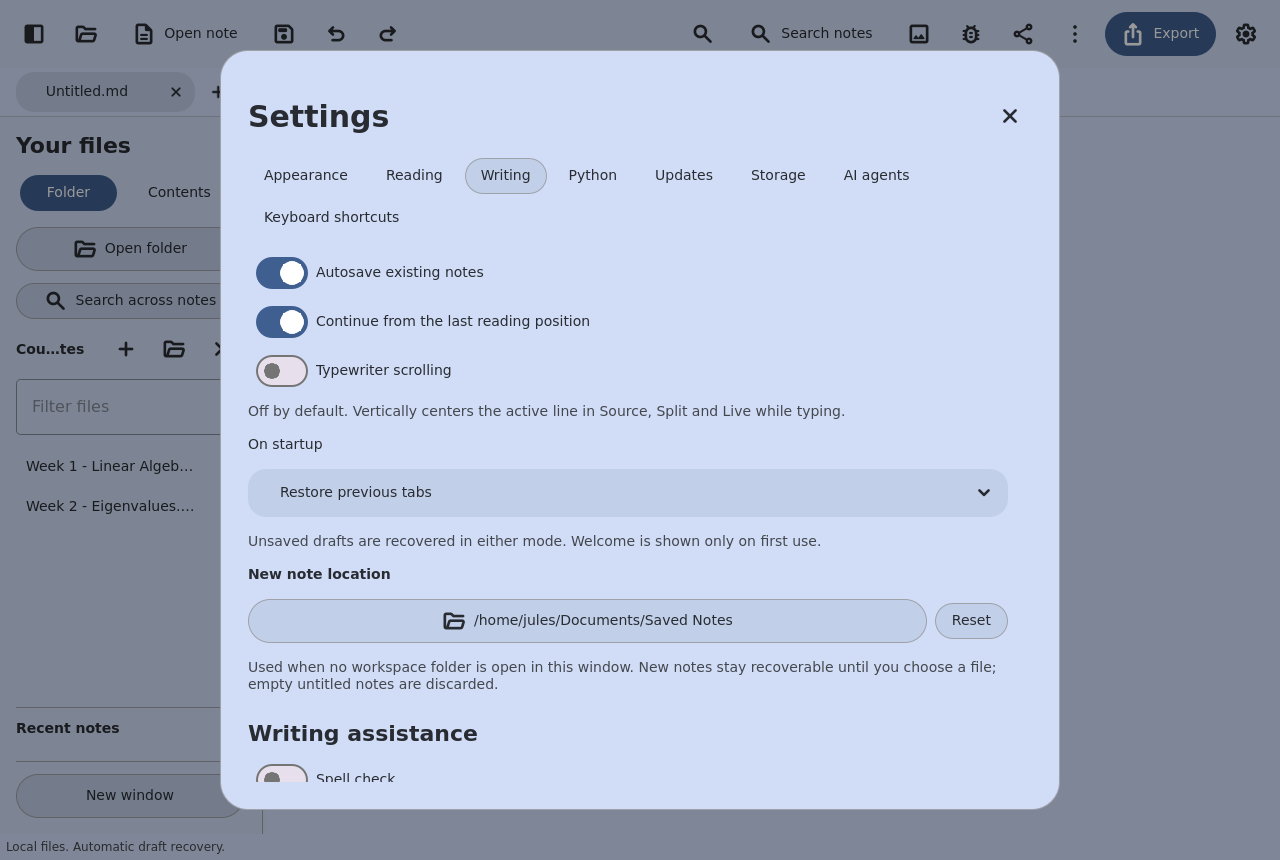 Open note
Search notes
Export
Untitled.md
Your files
Folder
Contents
Open folder
Search across notes
Cou...tes
Filter files
Week 1 - Linear Algeb...
Week 2 - Eigenvalues....
Recent notes
New window
Local files. Automatic draft recovery.
Settings
Appearance
Reading
Writing
Python
Updates
Storage
AI agents
Keyboard shortcuts
Autosave existing notes
Continue from the last reading position
Typewriter scrolling
Off by default. Vertically centers the active line in Source, Split and Live while typing.
On startup
Restore previous tabs
Unsaved drafts are recovered in either mode. Welcome is shown only on first use.
New note location
/home/jules/Documents/Saved Notes
Reset
Used when no workspace folder is open in this window. New notes stay recoverable until you choose a file;
empty untitled notes are discarded.
Writing assistance
Spell check